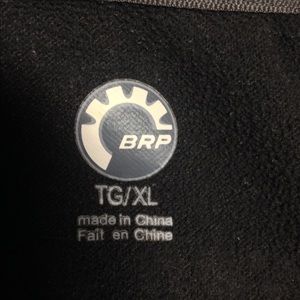 BRP
TG/XL
made in China
Fait en Chine